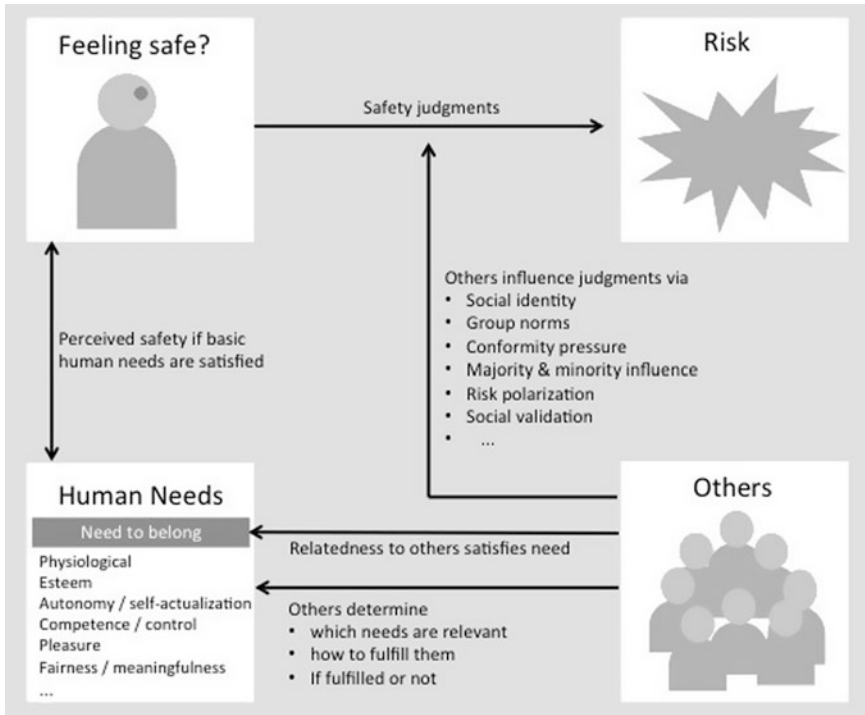 Feeling safe?
Risk
Safety judgments
Others influence judgments via
• Social identity
• Group norms
• Conformity pressure
• Majority & minority influence
• Risk polarization
• Social validation
• ...
Perceived safety if basic
human needs are satisfied
Human Needs
Need to belong
Physiological
Esteem
Autonomy / self-actualization
Competence / control
Pleasure
Fairness / meaningfulness
...
Others
Relatedness to others satisfies need
Others determine
• which needs are relevant
• how to fulfill them
• If fulfilled or not